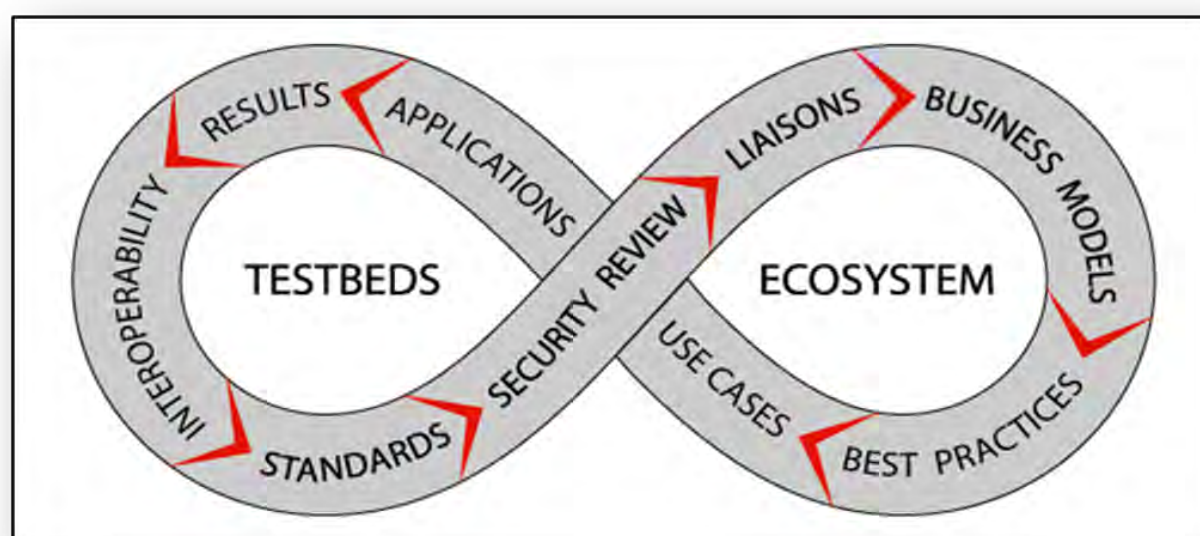 RESULTS
APPLICATIONS
LIAISONS
BUSINESS MODELS
INTEROPERABILITY
TESTBEDS
SECURITY REVIEW
ECOSYSTEM
STANDARDS
USE CASES
BEST PRACTICES